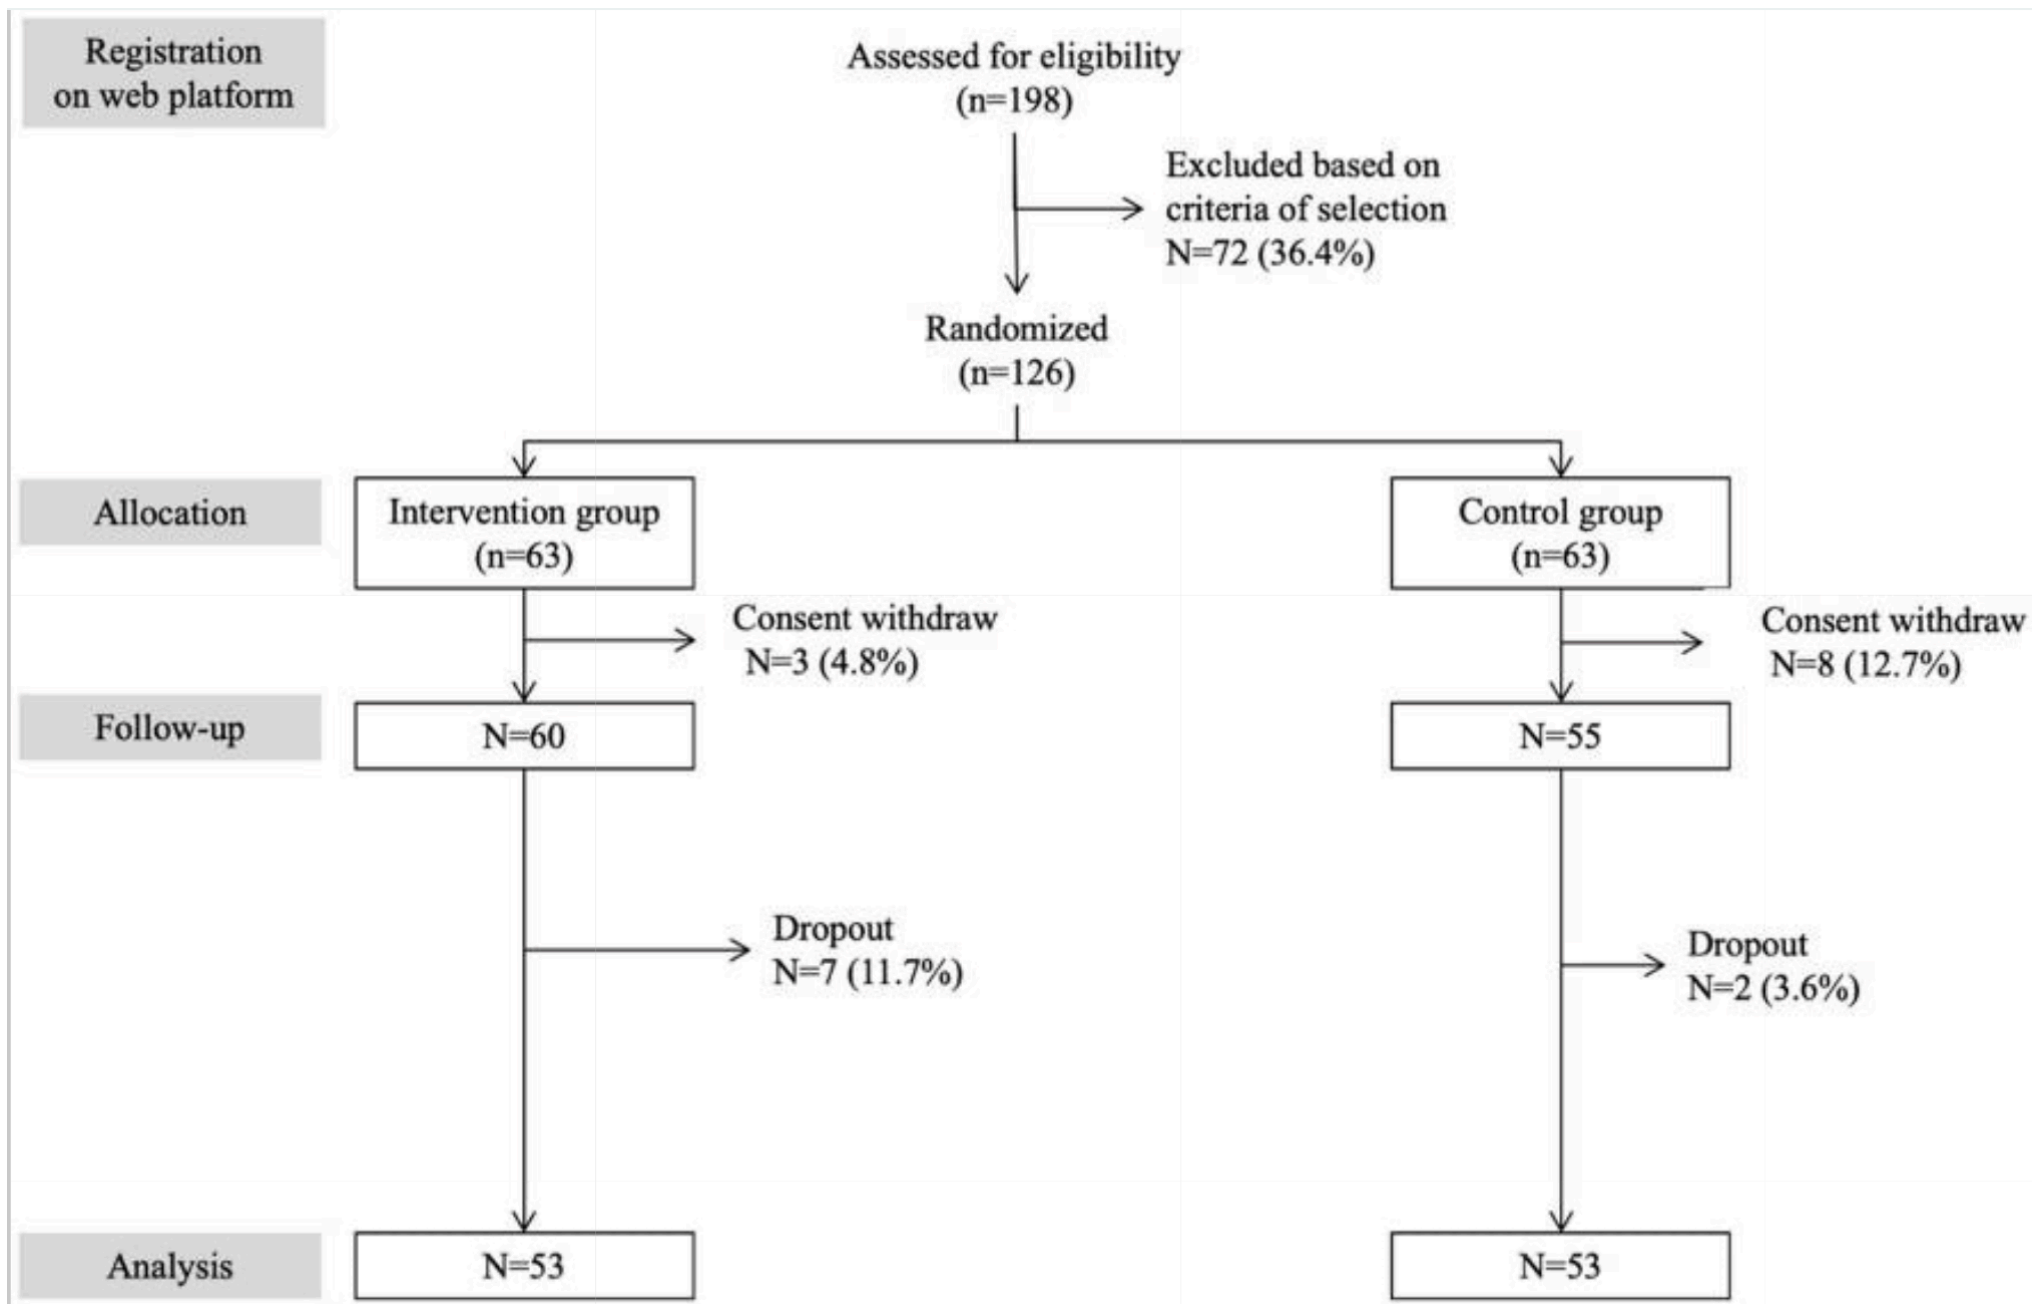 Registration
on web platform
Assessed for eligibility
(n=198)
Excluded based on
criteria of selection
N=72 (36.4%)
Randomized
(n=126)
Allocation
Intervention group
(n=63)
Control group
(n=63)
Consent withdraw
N=3 (4.8%)
Consent withdraw
N=8 (12.7%)
Follow-up
N=60
N=55
Dropout
N=7 (11.7%)
Dropout
N=2 (3.6%)
Analysis
N=53
N=53